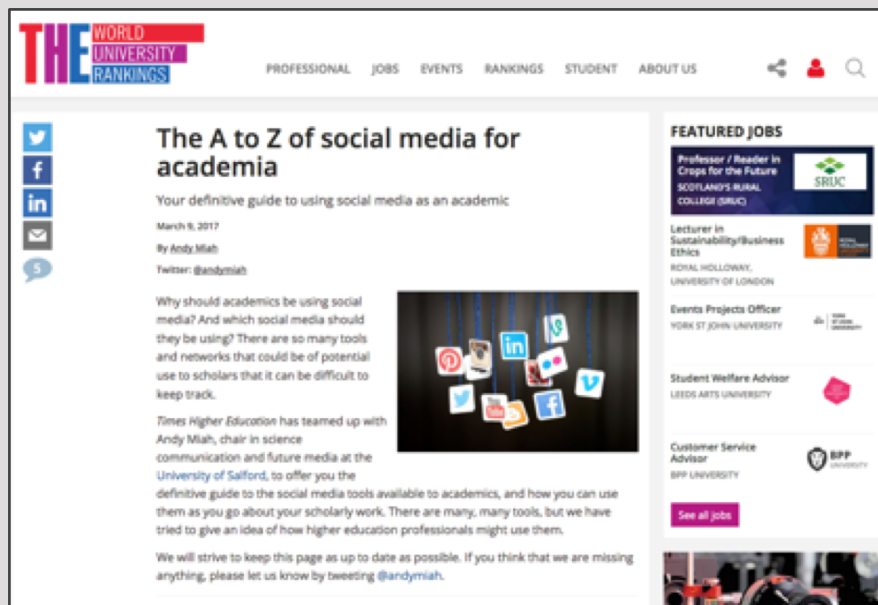 THE
WORLD
UNIVERSITY
RANKINGS
PROFESSIONAL JOBS EVENTS RANKINGS STUDENT ABOUT US
The A to Z of social media for
academia
Your definitive guide to using social media as an academic
March 9, 2017
By Andy Miah
Twitter: @andymiah
5
Why should academics be using social
media? And which social media should
they be using? There are so many tools
and networks that could be of potential
use to scholars that it can be difficult to
keep track.
Times Higher Education has teamed up with
Andy Miah, chair in science
communication and future media at the
University of Salford, to offer you the
definitive guide to the social media tools available to academics, and how you can use
them as you go about your scholarly work. There are many, many tools, but we have
tried to give an idea of how higher education professionals might use them.
We will strive to keep this page as up to date as possible. If you think that we are missing
anything, please let us know by tweeting @andymiah.
FEATURED JOBS
Professor / Reader in
Crops for the Future
SCOTLAND'S RURAL
COLLEGE (SRUC)
SRUC
Lecturer in
Sustainability/Business
Ethics
ROYAL HOLLOWAY,
UNIVERSITY OF LONDON
Events Projects Officer
YORK ST JOHN UNIVERSITY
Student Welfare Advisor
LEEDS ARTS UNIVERSITY
Customer Service
Advisor
BPP UNIVERSITY
BPP
UNIVERSITY
See all jobs